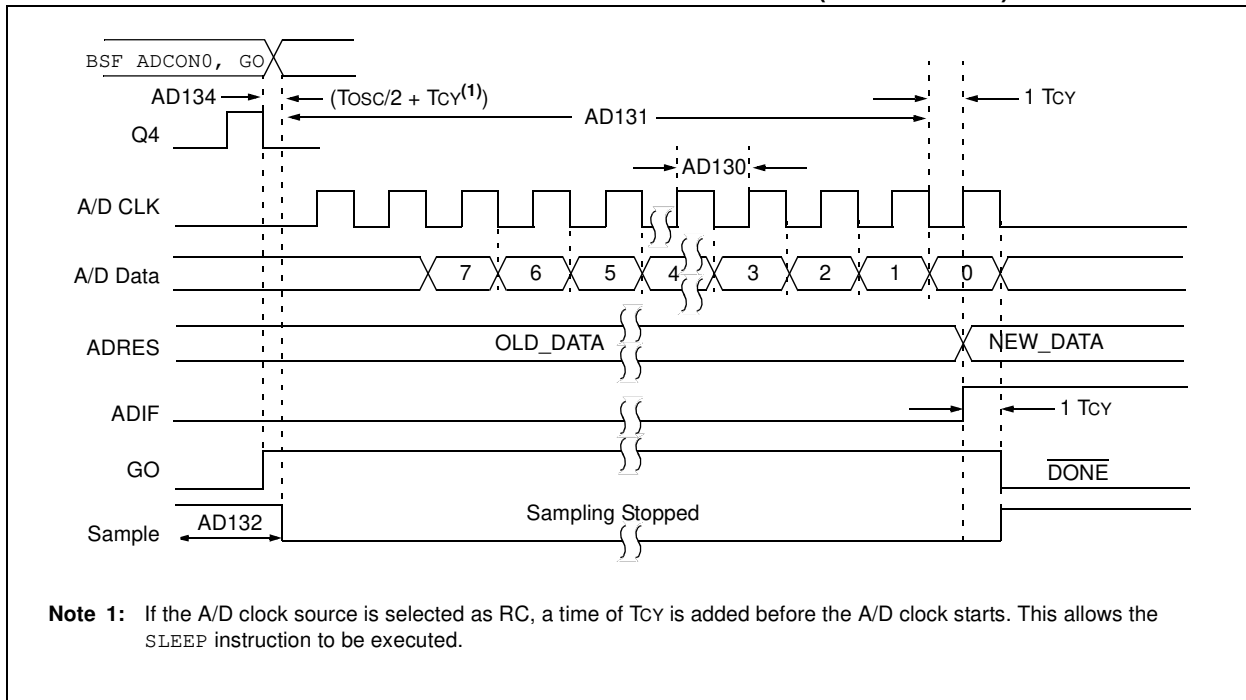 BSF ADCON0, GO
AD134
(TOSC/2 + TCY(1))
1 TCY
AD131
Q4
AD130
A/D CLK
A/D Data
7
6
5
4
3
2
1
0
ADRES
OLD_DATA
NEW_DATA
ADIF
1 TCY
GO
DONE
Sample
AD132
Sampling Stopped
Note 1: If the A/D clock source is selected as RC, a time of TCY is added before the A/D clock starts. This allows the
SLEEP instruction to be executed.